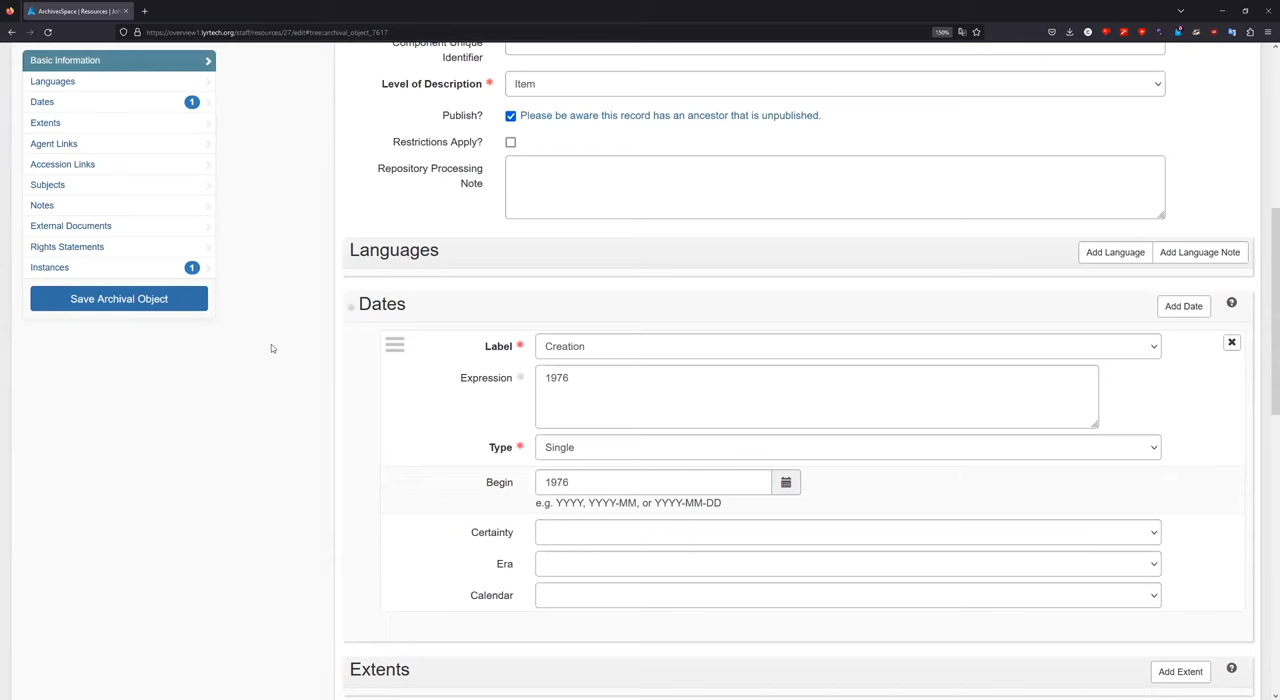 ArchivesSpace | Resources | Joh
https://overview1.lyrtech.org/staff/resources/27/edit#tree:archival_object_7617
150%
Basic Information
Languages
Dates 1
Extents
Agent Links
Accession Links
Subjects
Notes
External Documents
Rights Statements
Instances 1
Save Archival Object
Component Unique
Identifier
Level of Description * Item
Publish? Please be aware this record has an ancestor that is unpublished.
Restrictions Apply?
Repository Processing
Note
Languages
Add Language Add Language Note
Dates
Add Date
Label * Creation
Expression 1976
Type * Single
Begin 1976
e.g. YYYY, YYYY-MM, or YYYY-MM-DD
Certainty
Era
Calendar
Extents
Add Extent